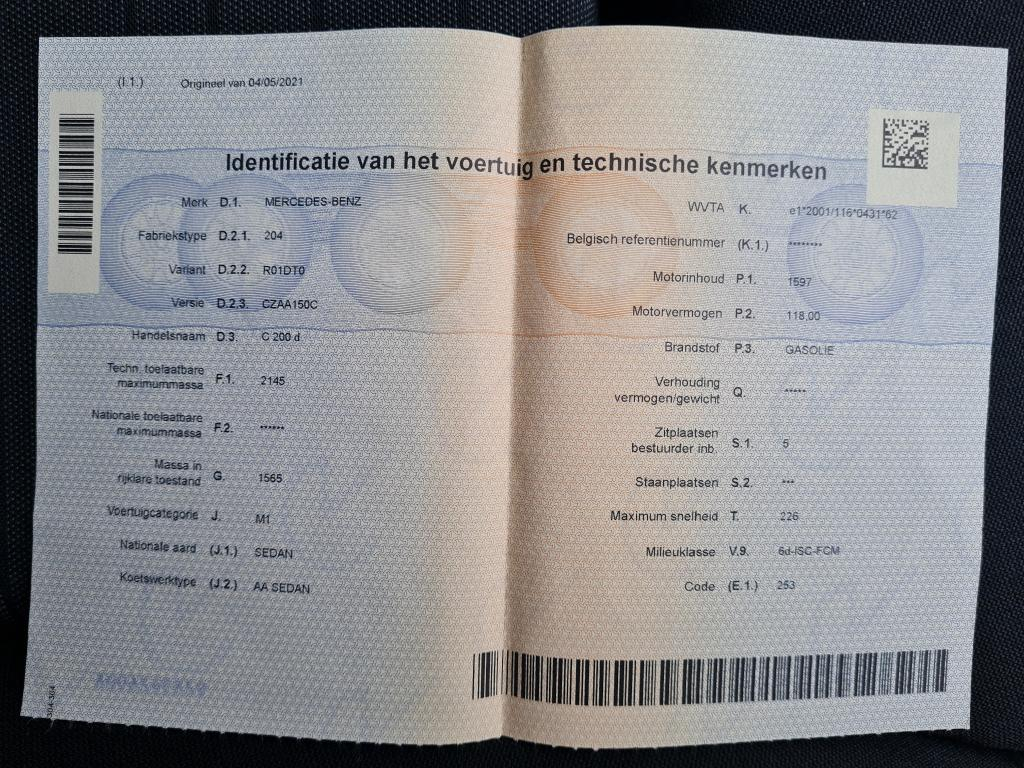 (I.1.) Origineel van 04/05/2021
Identificatie van het voertuig en technische kenmerken
Merk D.1. MERCEDES-BENZ
Fabriekstype D.2.1. 204
Variant D.2.2. R01DT0
Versie D.2.3. CZAA150C
Handelsnaam D.3. C 200 d
Techn. toelaatbare
maximummassa F.1. 2145
Nationale toelaatbare
maximummassa F.2. ******
Massa in
rijklare toestand G. 1565
Voertuigcategorie J. M1
Nationale aard (J.1.) SEDAN
Koetswerktype (J.2.) AA SEDAN
WVTA K. e1*2001/116*0431*62
Belgisch referentienummer (K.1.) ********
Motorinhoud P.1. 1597
Motorvermogen P.2. 118,00
Brandstof P.3. GASOLIE
Verhouding
vermogen/gewicht Q. *****
Zitplaatsen
bestuurder inb. S.1. 5
Staanplaatsen S.2. ***
Maximum snelheid T. 226
Milieuklasse V.9. 6d-ISC-FCM
Code (E.1.) 253